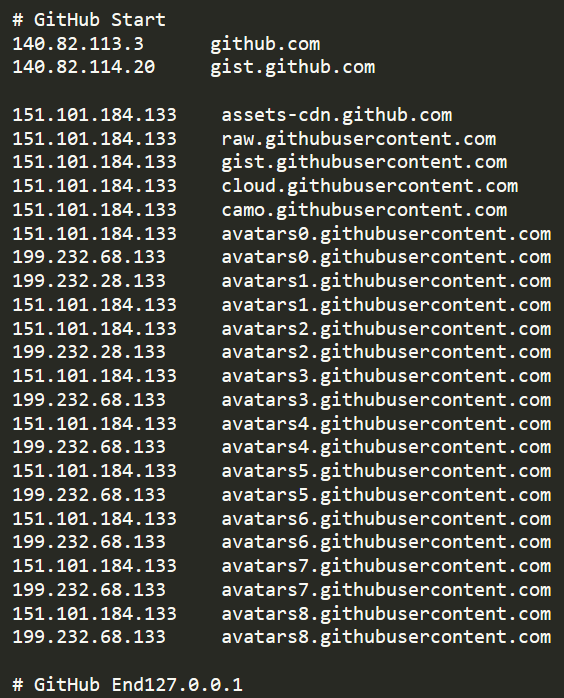 # GitHub Start
140.82.113.3      github.com
140.82.114.20     gist.github.com

151.101.184.133    assets-cdn.github.com
151.101.184.133    raw.githubusercontent.com
151.101.184.133    gist.githubusercontent.com
151.101.184.133    cloud.githubusercontent.com
151.101.184.133    camo.githubusercontent.com
151.101.184.133    avatars0.githubusercontent.com
199.232.68.133     avatars0.githubusercontent.com
199.232.28.133     avatars1.githubusercontent.com
151.101.184.133    avatars1.githubusercontent.com
151.101.184.133    avatars2.githubusercontent.com
199.232.28.133     avatars2.githubusercontent.com
151.101.184.133    avatars3.githubusercontent.com
199.232.68.133     avatars3.githubusercontent.com
151.101.184.133    avatars4.githubusercontent.com
199.232.68.133     avatars4.githubusercontent.com
151.101.184.133    avatars5.githubusercontent.com
199.232.68.133     avatars5.githubusercontent.com
151.101.184.133    avatars6.githubusercontent.com
199.232.68.133     avatars6.githubusercontent.com
151.101.184.133    avatars7.githubusercontent.com
199.232.68.133     avatars7.githubusercontent.com
151.101.184.133    avatars8.githubusercontent.com
199.232.68.133     avatars8.githubusercontent.com

# GitHub End127.0.0.1